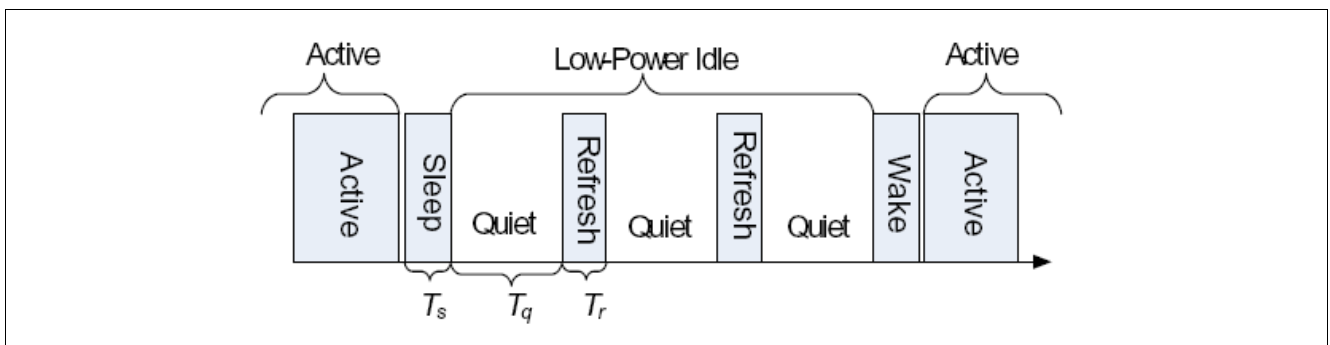 Active
Low-Power Idle
Active
Active
Sleep
Quiet
Refresh
Quiet
Refresh
Quiet
Wake
Active
Ts
Tq
Tr